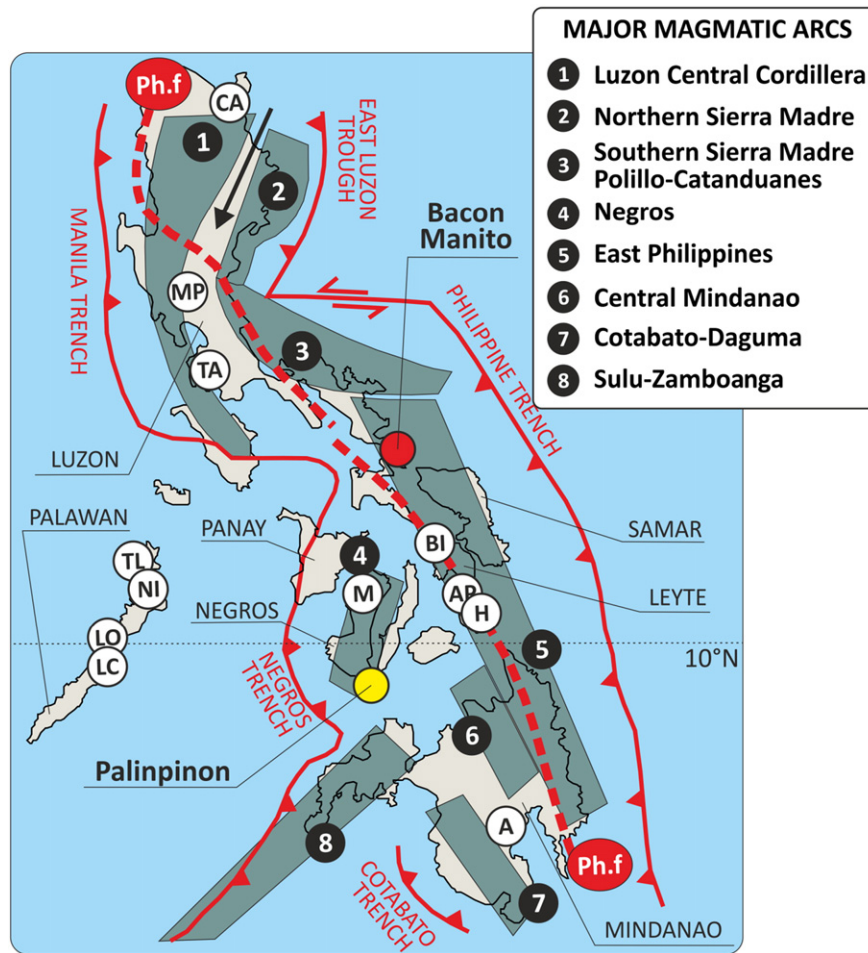 MAJOR MAGMATIC ARCS
1 Luzon Central Cordillera
2 Northern Sierra Madre
3 Southern Sierra Madre
Polillo-Catanduanes
4 Negros
5 East Philippines
6 Central Mindanao
7 Cotabato-Daguma
8 Sulu-Zamboanga
Ph.f
CA
1
2
EAST LUZON
TROUGH
MANILA TRENCH
Bacon
Manito
MP
PHILIPPINE TRENCH
3
TA
LUZON
PALAWAN
PANAY
SAMAR
BI
TL
4
NI
M
AP
LEYTE
NEGROS
H
LO
10°N
LC
5
NEGROS
TRENCH
6
Palinpinon
A
8
Ph.f
COTABATO
TRENCH
7
MINDANAO